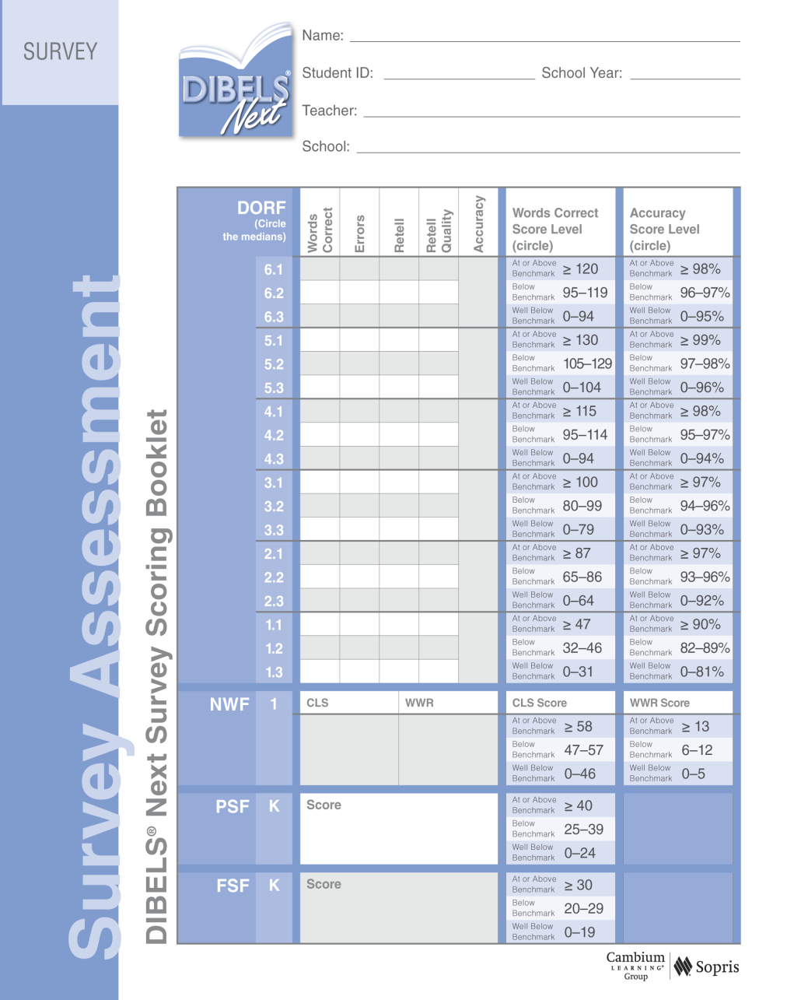 SURVEY
DIBELS®
Next
Name:
Student ID: School Year:
Teacher:
School:
Survey Assessment
DIBELS® Next Survey Scoring Booklet
DORF
(Circle
the medians)
Words
Correct
Errors
Retell
Retell
Quality
Accuracy
Words Correct
Score Level
(circle)
Accuracy
Score Level
(circle)
6.1 At or Above Benchmark ≥ 120 At or Above Benchmark ≥ 98%
6.2 Below Benchmark 95–119 Below Benchmark 96–97%
6.3 Well Below Benchmark 0–94 Well Below Benchmark 0–95%
5.1 At or Above Benchmark ≥ 130 At or Above Benchmark ≥ 99%
5.2 Below Benchmark 105–129 Below Benchmark 97–98%
5.3 Well Below Benchmark 0–104 Well Below Benchmark 0–96%
4.1 At or Above Benchmark ≥ 115 At or Above Benchmark ≥ 98%
4.2 Below Benchmark 95–114 Below Benchmark 95–97%
4.3 Well Below Benchmark 0–94 Well Below Benchmark 0–94%
3.1 At or Above Benchmark ≥ 100 At or Above Benchmark ≥ 97%
3.2 Below Benchmark 80–99 Below Benchmark 94–96%
3.3 Well Below Benchmark 0–79 Well Below Benchmark 0–93%
2.1 At or Above Benchmark ≥ 87 At or Above Benchmark ≥ 97%
2.2 Below Benchmark 65–86 Below Benchmark 93–96%
2.3 Well Below Benchmark 0–64 Well Below Benchmark 0–92%
1.1 At or Above Benchmark ≥ 47 At or Above Benchmark ≥ 90%
1.2 Below Benchmark 32–46 Below Benchmark 82–89%
1.3 Well Below Benchmark 0–31 Well Below Benchmark 0–81%
NWF 1 CLS WWR CLS Score WWR Score
At or Above Benchmark ≥ 58 At or Above Benchmark ≥ 13
Below Benchmark 47–57 Below Benchmark 6–12
Well Below Benchmark 0–46 Well Below Benchmark 0–5
PSF K Score At or Above Benchmark ≥ 40
Below Benchmark 25–39
Well Below Benchmark 0–24
FSF K Score At or Above Benchmark ≥ 30
Below Benchmark 20–29
Well Below Benchmark 0–19
Cambium
LEARNING®
Group
Sopris